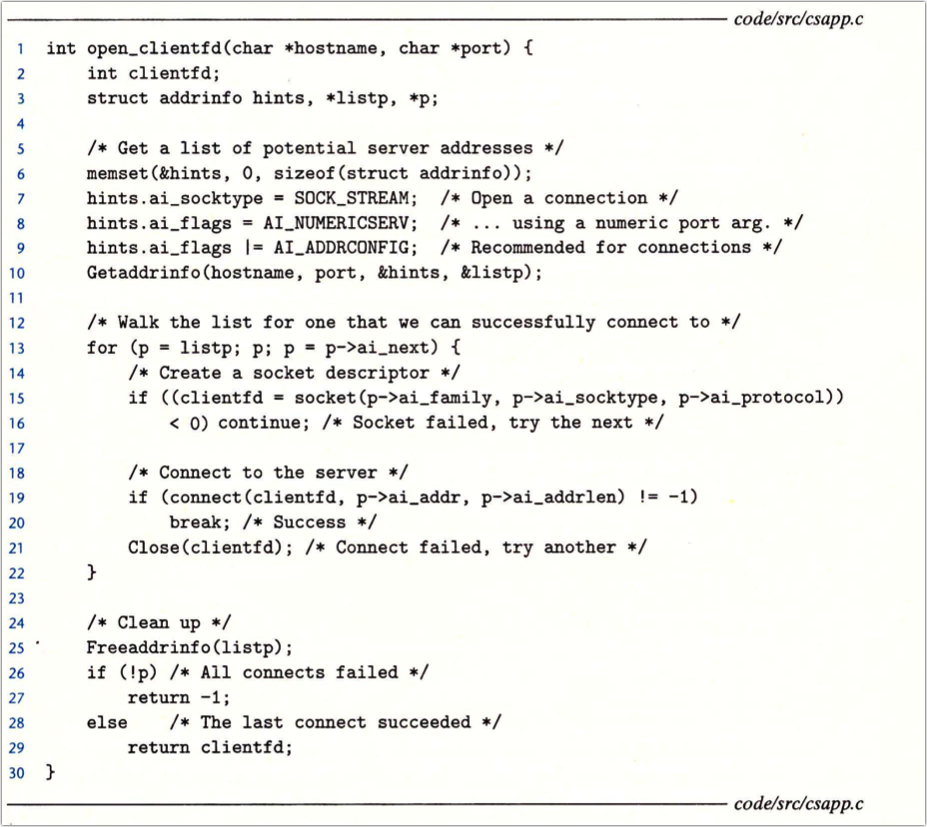 code/src/csapp.c
1 int open_clientfd(char *hostname, char *port) {
2     int clientfd;
3     struct addrinfo hints, *listp, *p;
4
5     /* Get a list of potential server addresses */
6     memset(&hints, 0, sizeof(struct addrinfo));
7     hints.ai_socktype = SOCK_STREAM;  /* Open a connection */
8     hints.ai_flags = AI_NUMERICSERV;  /* ... using a numeric port arg. */
9     hints.ai_flags |= AI_ADDRCONFIG;  /* Recommended for connections */
10     Getaddrinfo(hostname, port, &hints, &listp);
11
12     /* Walk the list for one that we can successfully connect to */
13     for (p = listp; p; p = p->ai_next) {
14         /* Create a socket descriptor */
15         if ((clientfd = socket(p->ai_family, p->ai_socktype, p->ai_protocol))
16             < 0) continue; /* Socket failed, try the next */
17
18         /* Connect to the server */
19         if (connect(clientfd, p->ai_addr, p->ai_addrlen) != -1)
20             break; /* Success */
21         Close(clientfd); /* Connect failed, try another */
22     }
23
24     /* Clean up */
25     Freeaddrinfo(listp);
26     if (!p) /* All connects failed */
27         return -1;
28     else    /* The last connect succeeded */
29         return clientfd;
30 }
code/src/csapp.c